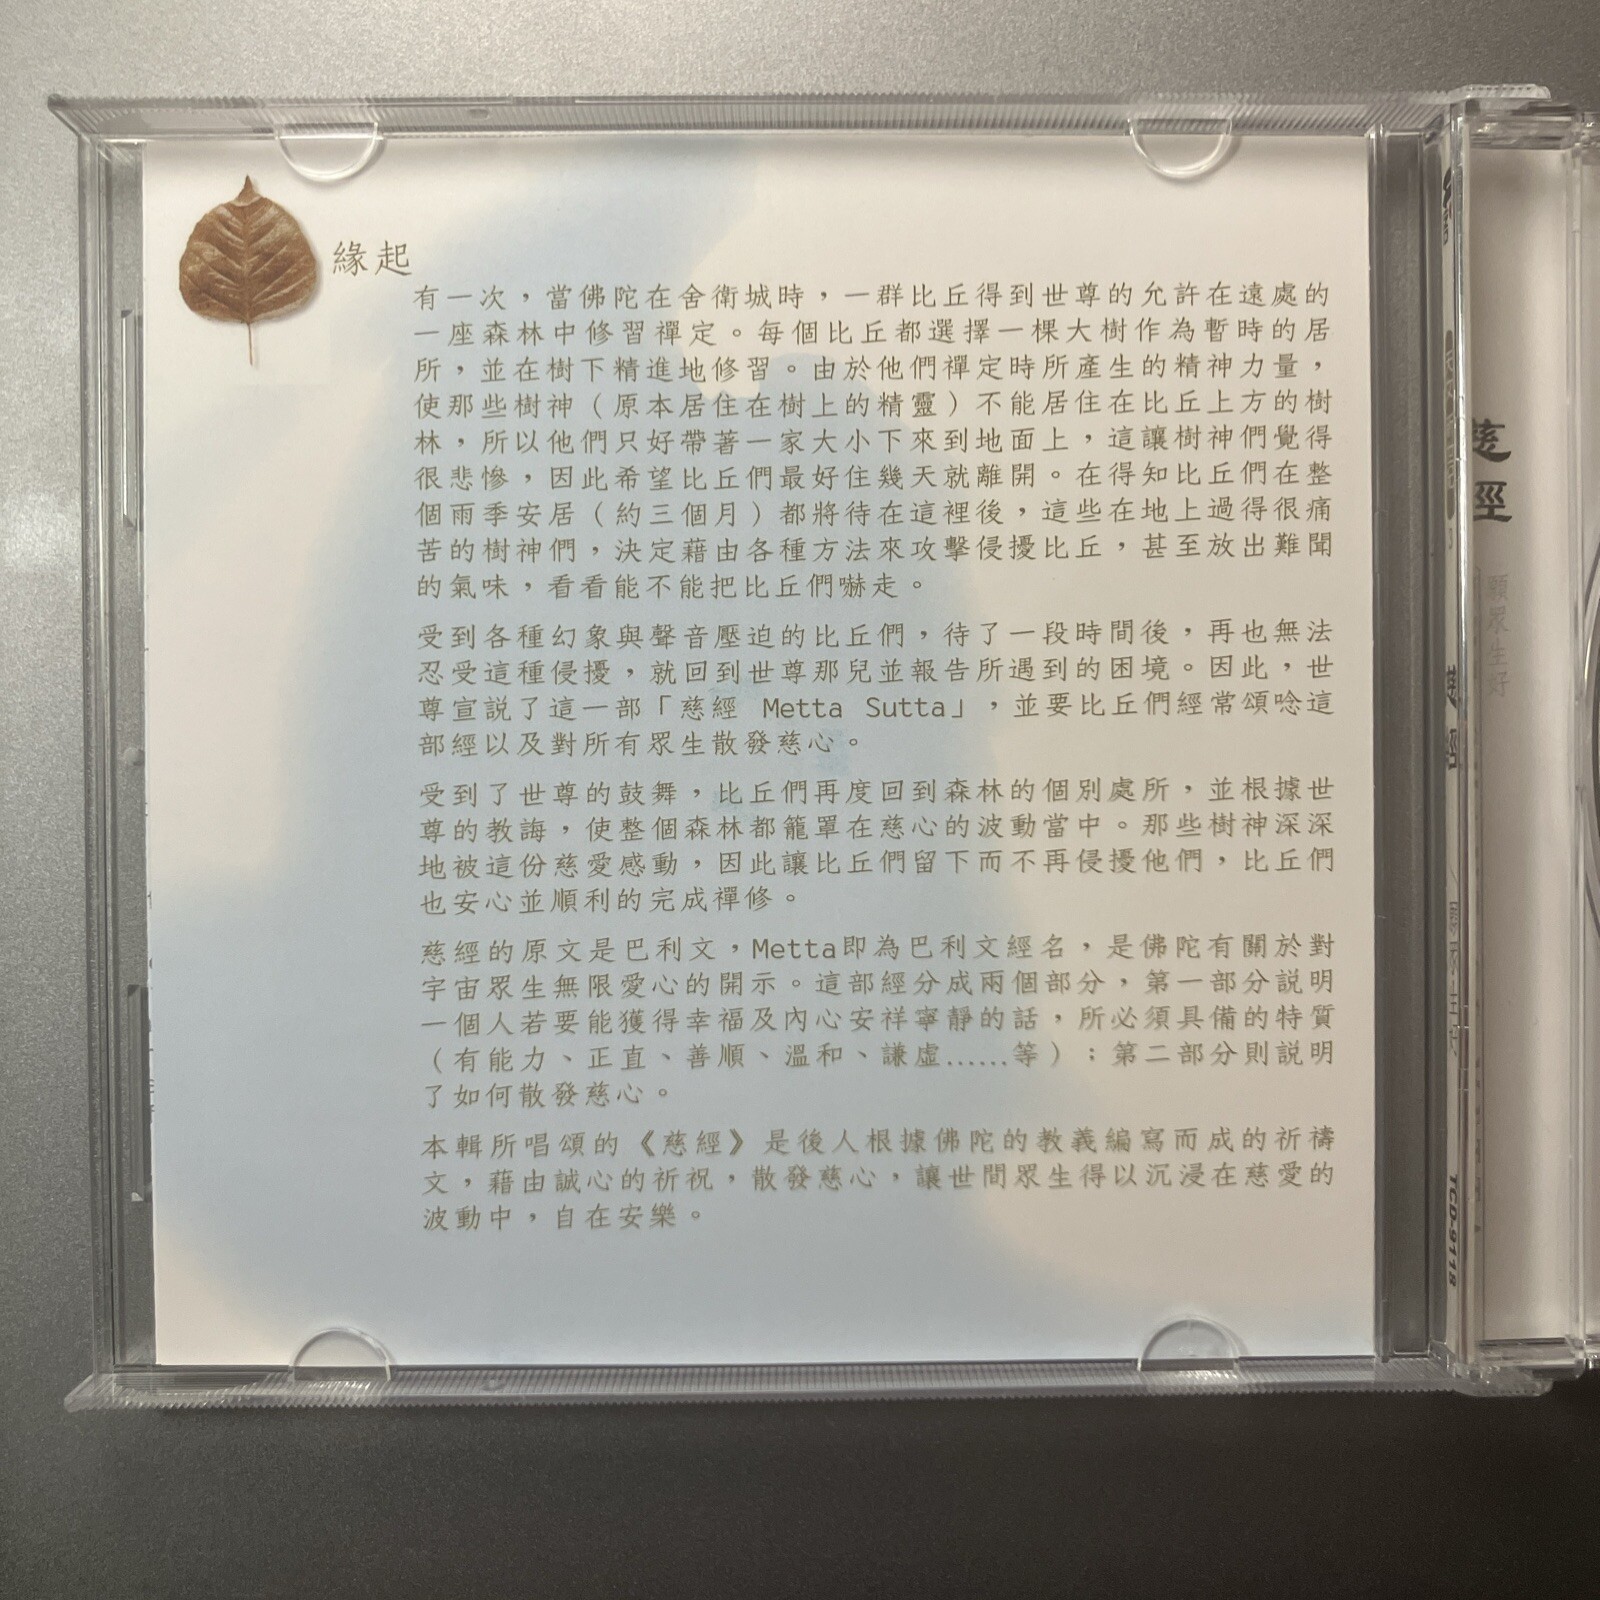 緣起
有一次，當佛陀在舍衛城時，一群比丘得到世尊的允許在遠處的
一座森林中修習禪定。每個比丘都選擇一棵大樹作為暫時的居
所，並在樹下精進地修習。由於他們禪定時所產生的精神力量，
使那些樹神（原本居住在樹上的精靈）不能居住在比丘上方的樹
林，所以他們只好帶著一家大小下來到地面上，這讓樹神們覺得
很悲慘，因此希望比丘們最好住幾天就離開。在得知比丘們在整
個雨季安居（約三個月）都將待在這裡後，這些在地上過得很痛
苦的樹神們，決定藉由各種方法來攻擊侵擾比丘，甚至放出難聞
的氣味，看看能不能把比丘們嚇走。
受到各種幻象與聲音壓迫的比丘們，待了一段時間後，再也無法
忍受這種侵擾，就回到世尊那兒並報告所遇到的困境。因此，世
尊宣説了這一部「慈經 Metta Sutta」，並要比丘們經常頌唸這
部經以及對所有眾生散發慈心。
受到了世尊的鼓舞，比丘們再度回到森林的個別處所，並根據世
尊的教誨，使整個森林都籠罩在慈心的波動當中。那些樹神深深
地被這份慈愛感動，因此讓比丘們留下而不再侵擾他們，比丘們
也安心並順利的完成禪修。
慈經的原文是巴利文，Metta即為巴利文經名，是佛陀有關於對
宇宙眾生無限愛心的開示。這部經分成兩個部分，第一部分説明
一個人若要能獲得幸福及內心安祥寧靜的話，所必須具備的特質
（有能力、正直、善順、溫和、謙虛……等）；第二部分則説明
了如何散發慈心。
本輯所唱頌的《慈經》是後人根據佛陀的教義編寫而成的祈禱
文，藉由誠心的祈祝，散發慈心，讓世間眾生得以沉浸在慈愛的
波動中，自在安樂。
慈經
TCD-9118
慈經
願眾生好